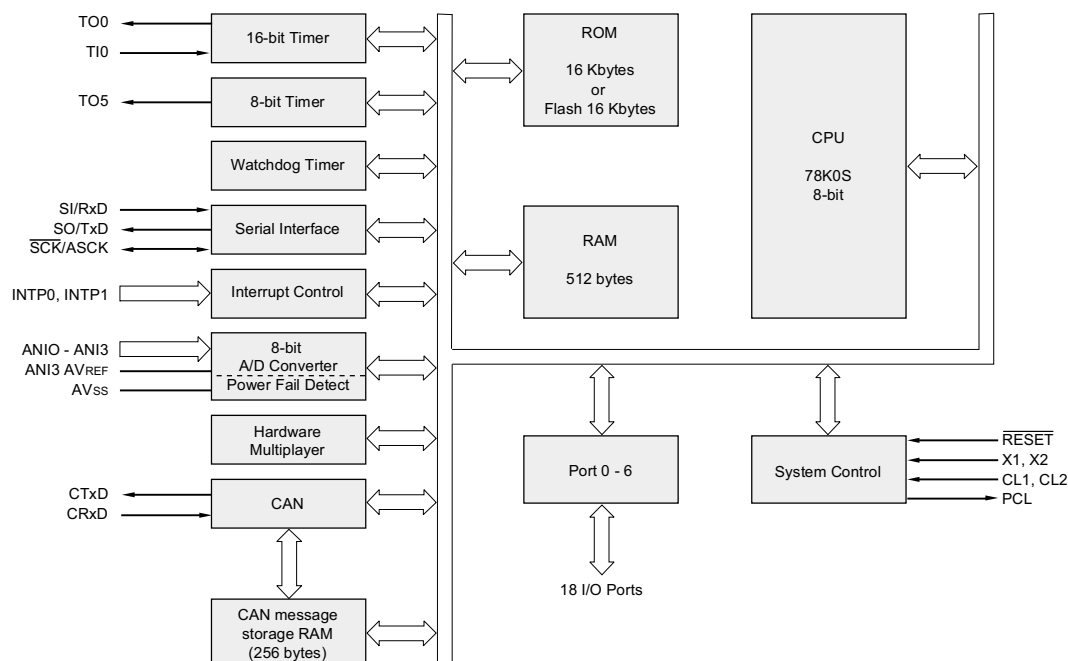 TO0
TI0
16-bit Timer
TO5
8-bit Timer
Watchdog Timer
SI/RxD
SO/TxD
SCK/ASCK
Serial Interface
INTP0, INTP1
Interrupt Control
ANIO - ANI3
ANI3 AVREF
AVSS
8-bit
A/D Converter
Power Fail Detect
Hardware
Multiplayer
CTxD
CRxD
CAN
CAN message
storage RAM
(256 bytes)
ROM
16 Kbytes
or
Flash 16 Kbytes
RAM
512 bytes
CPU
78K0S
8-bit
Port 0 - 6
18 I/O Ports
System Control
RESET
X1, X2
CL1, CL2
PCL